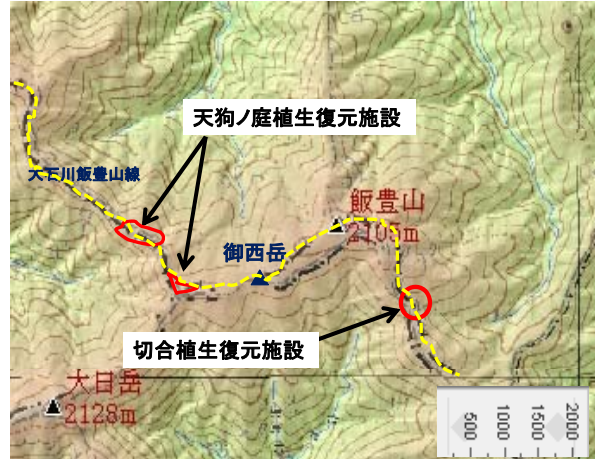 天狗ノ庭植生復元施設
大石川飯豊山線
飯豊山
2105m
御西岳
切合植生復元施設
大日岳
2128m
500
1000
1500
2000